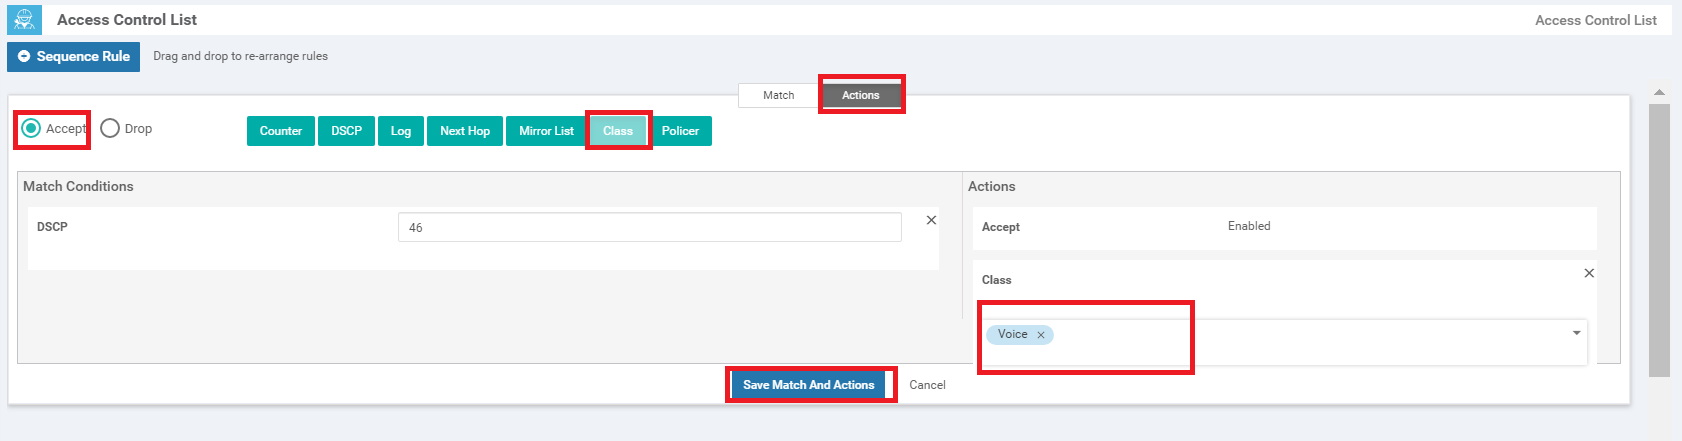 Access Control List
Access Control List
Sequence Rule
Drag and drop to re-arrange rules
Match
Actions
Accept
Drop
Counter
DSCP
Log
Next Hop
Mirror List
Class
Policer
Match Conditions
DSCP
46
Actions
Accept
Enabled
Class
Voice
Save Match And Actions
Cancel